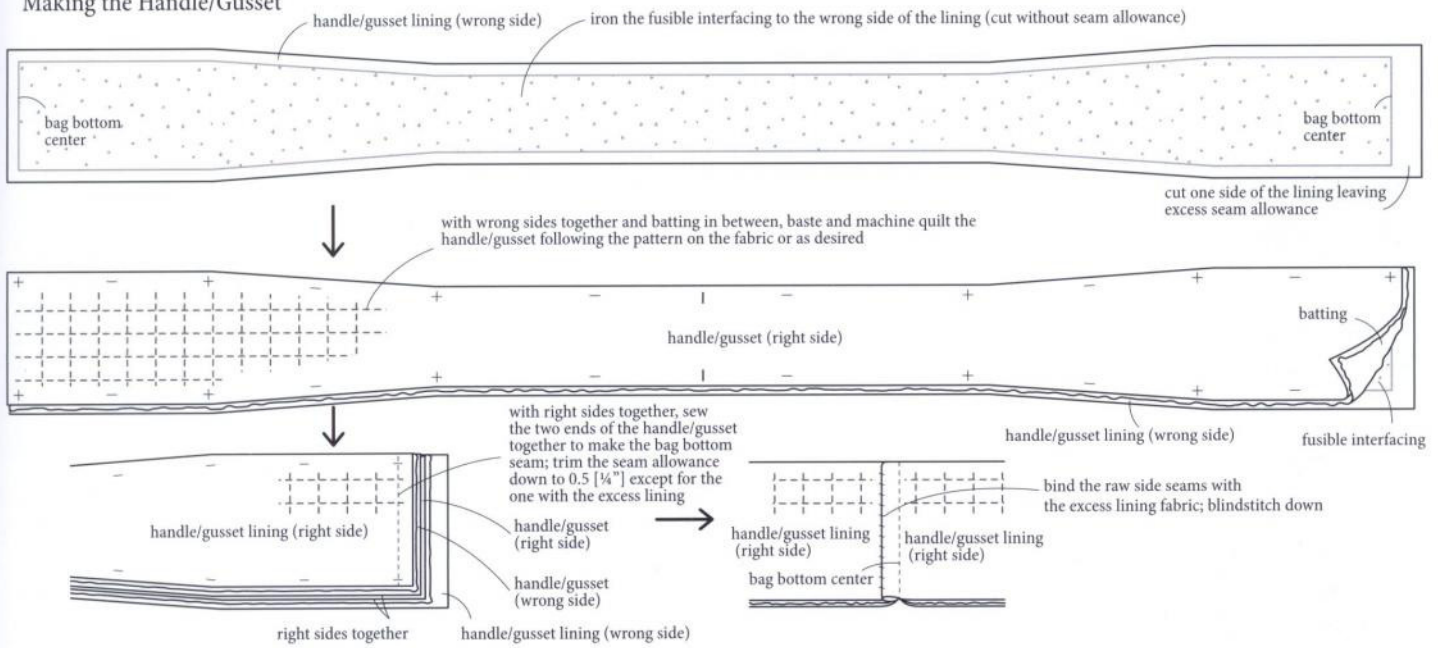 Making the Handle/Gusset
handle/gusset lining (wrong side)
iron the fusible interfacing to the wrong side of the lining (cut without seam allowance)
bag bottom
center
bag bottom
center
cut one side of the lining leaving
excess seam allowance
with wrong sides together and batting in between, baste and machine quilt the
handle/gusset following the pattern on the fabric or as desired
batting
handle/gusset (right side)
handle/gusset lining (wrong side)
fusible interfacing
with right sides together, sew
the two ends of the handle/gusset
together to make the bag bottom
seam; trim the seam allowance
down to 0.5 [¼"] except for the
one with the excess lining
handle/gusset lining (right side)
handle/gusset
(right side)
handle/gusset
(wrong side)
right sides together
handle/gusset lining (wrong side)
bind the raw side seams with
the excess lining fabric; blindstitch down
handle/gusset lining
(right side)
handle/gusset lining
(right side)
bag bottom center